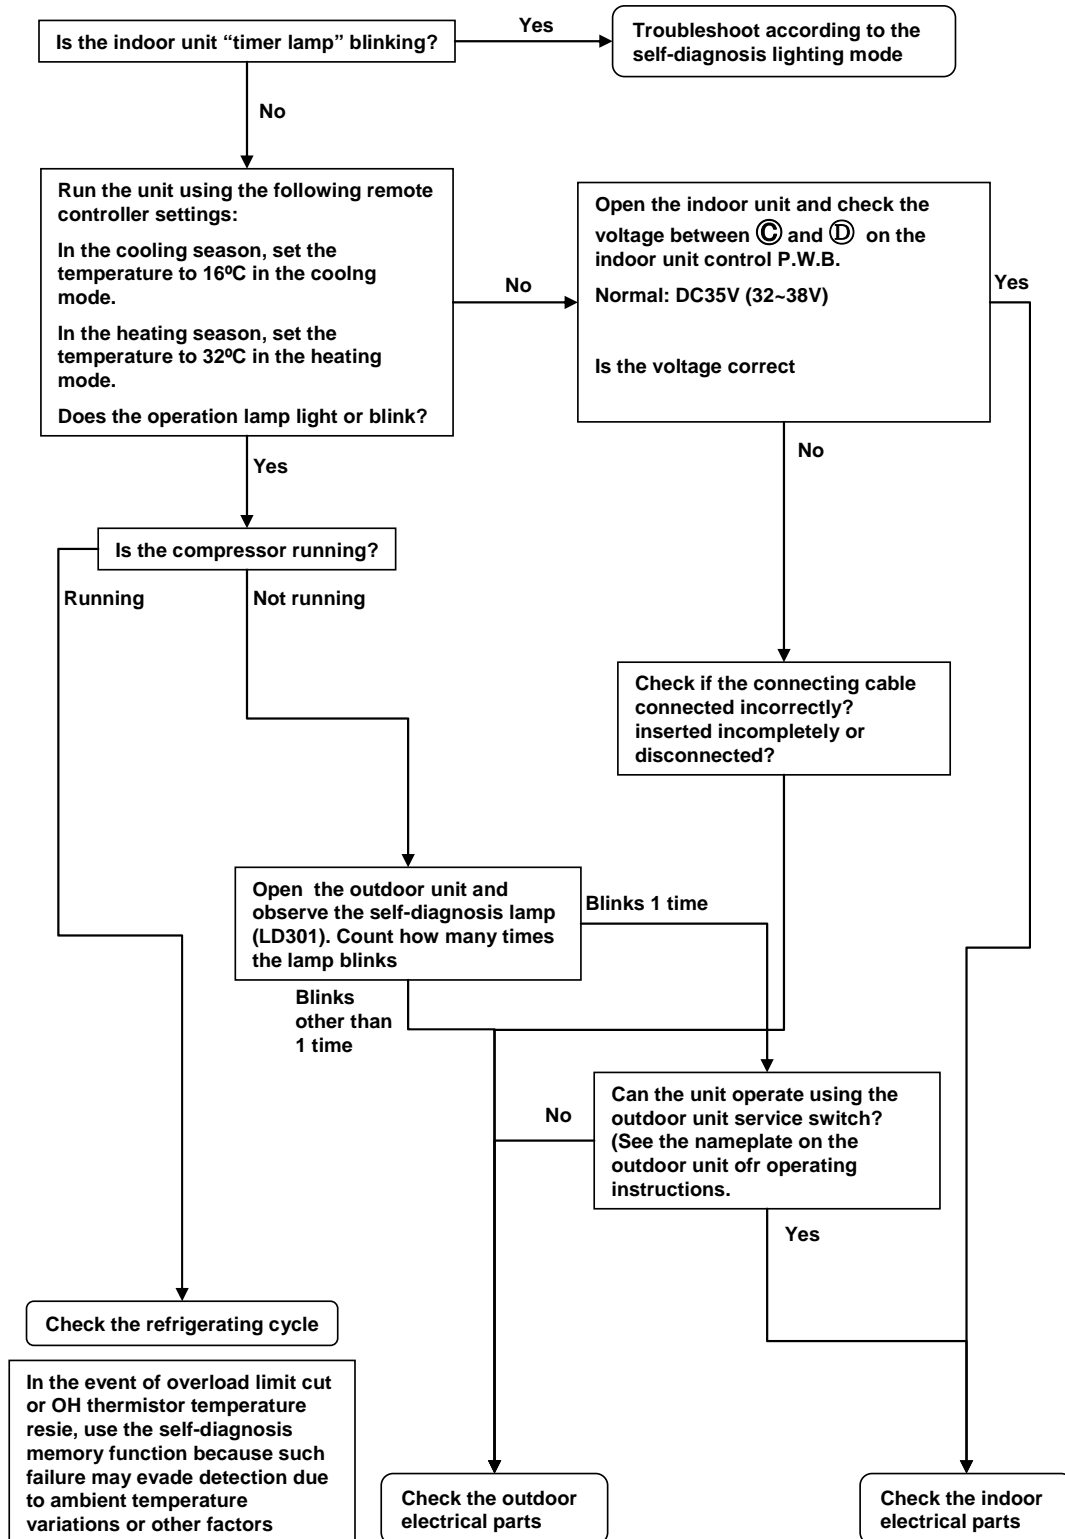 Is the indoor unit “timer lamp” blinking?
Yes
Troubleshoot according to the
self-diagnosis lighting mode
No
Run the unit using the following remote
controller settings:
In the cooling season, set the
temperature to 16ºC in the coolng
mode.
In the heating season, set the
temperature to 32ºC in the heating
mode.
Does the operation lamp light or blink?
No
Open the indoor unit and check the
voltage between Ⓒ and Ⓓ on the
indoor unit control P.W.B.
Normal: DC35V (32~38V)
Is the voltage correct
Yes
No
Yes
Is the compressor running?
Running
Not running
Check if the connecting cable
connected incorrectly?
inserted incompletely or
disconnected?
Open the outdoor unit and
observe the self-diagnosis lamp
(LD301). Count how many times
the lamp blinks
Blinks 1 time
Blinks
other than
1 time
Can the unit operate using the
outdoor unit service switch?
(See the nameplate on the
outdoor unit ofr operating
instructions.
No
Yes
Check the refrigerating cycle
In the event of overload limit cut
or OH thermistor temperature
resie, use the self-diagnosis
memory function because such
failure may evade detection due
to ambient temperature
variations or other factors
Check the outdoor
electrical parts
Check the indoor
electrical parts